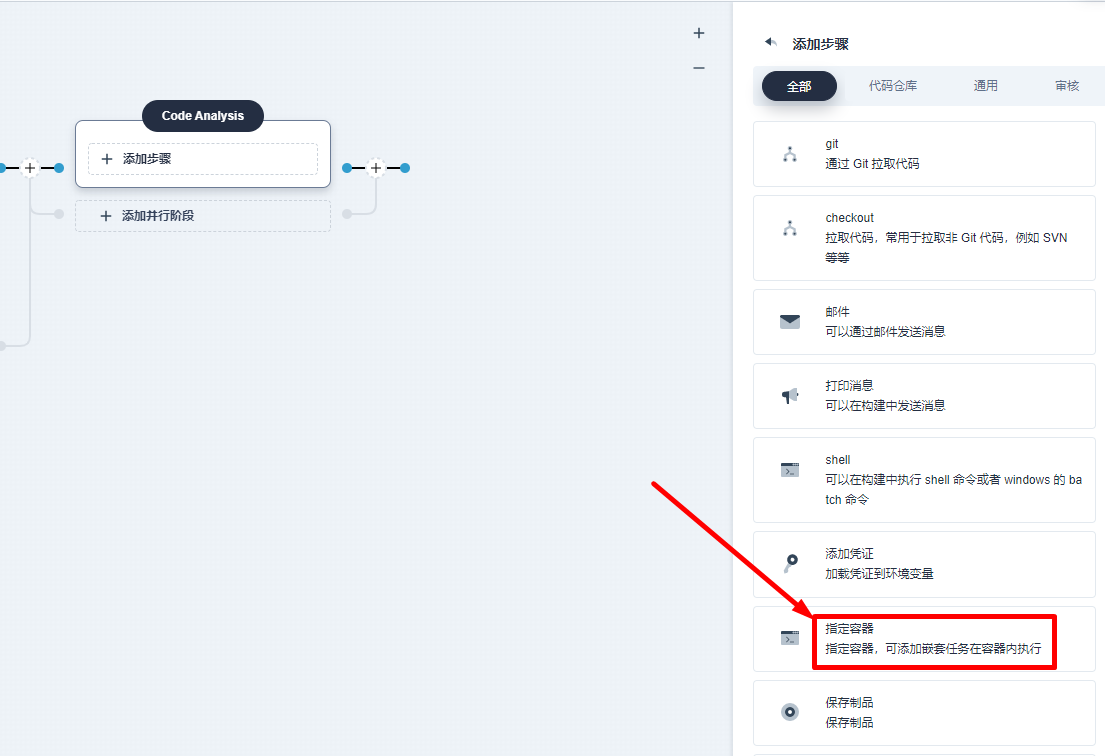 Code Analysis
添加步骤
添加并行阶段
添加步骤
全部
代码仓库
通用
审核
git
通过 Git 拉取代码
checkout
拉取代码，常用于拉取非 Git 代码，例如 SVN
等等
邮件
可以通过邮件发送消息
打印消息
可以在构建中发送消息
shell
可以在构建中执行 shell 命令或者 windows 的 ba
tch 命令
添加凭证
加载凭证到环境变量
指定容器
指定容器，可添加嵌套任务在容器内执行
保存制品
保存制品